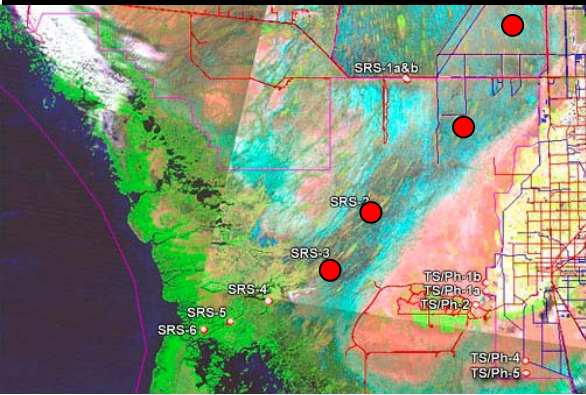 SRS-1a&b
SRS-2
SRS-3
SRS-4
SRS-5
SRS-6
TS/Ph-1b
TS/Ph-1a
TS/Ph-2
TS/Ph-4
TS/Ph-5